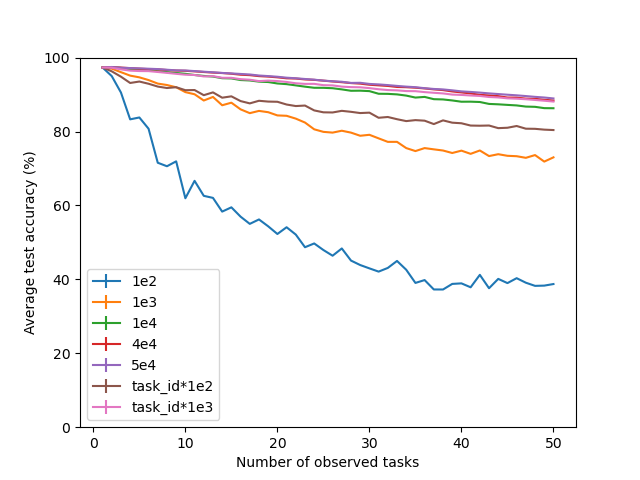 100
80
60
40
20
0
Average test accuracy (%)
1e2
1e3
1e4
4e4
5e4
task_id*1e2
task_id*1e3
0 10 20 30 40 50
Number of observed tasks